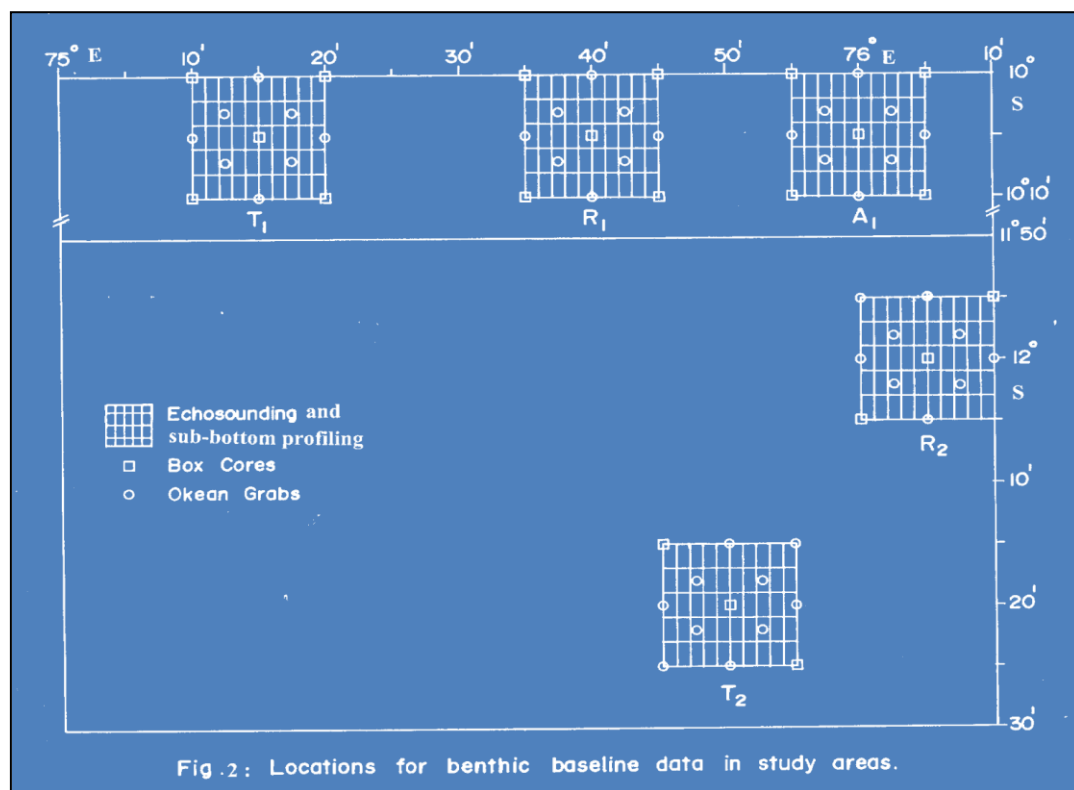 75° E 10' 20' 30' 40' 50' 76° E 10'
10°
S
10° 10'
T₁ R₁ A₁
11° 50'
12°
S
R₂
Echosounding and
sub-bottom profiling
Box Cores
Okean Grabs
10'
20'
T₂
30'
Fig.2: Locations for benthic baseline data in study areas.